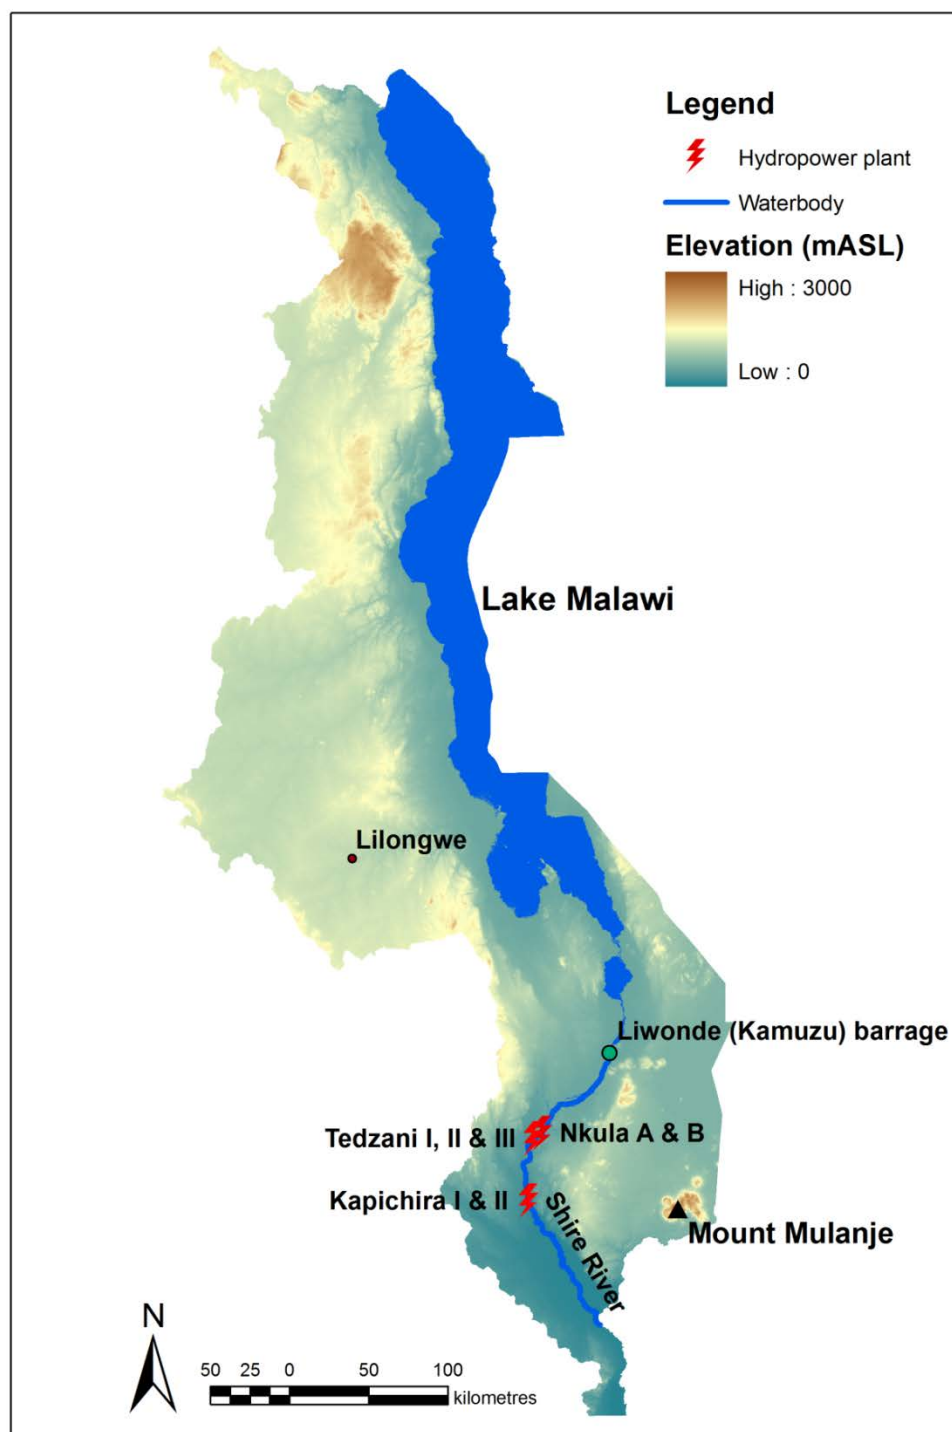 Legend
Hydropower plant
Waterbody
Elevation (mASL)
High : 3000
Low : 0
Lake Malawi
Lilongwe
Liwonde (Kamuzu) barrage
Tedzani I, II & III
Nkula A & B
Kapichira I & II
Shire River
Mount Mulanje
N
50 25 0 50 100
kilometres